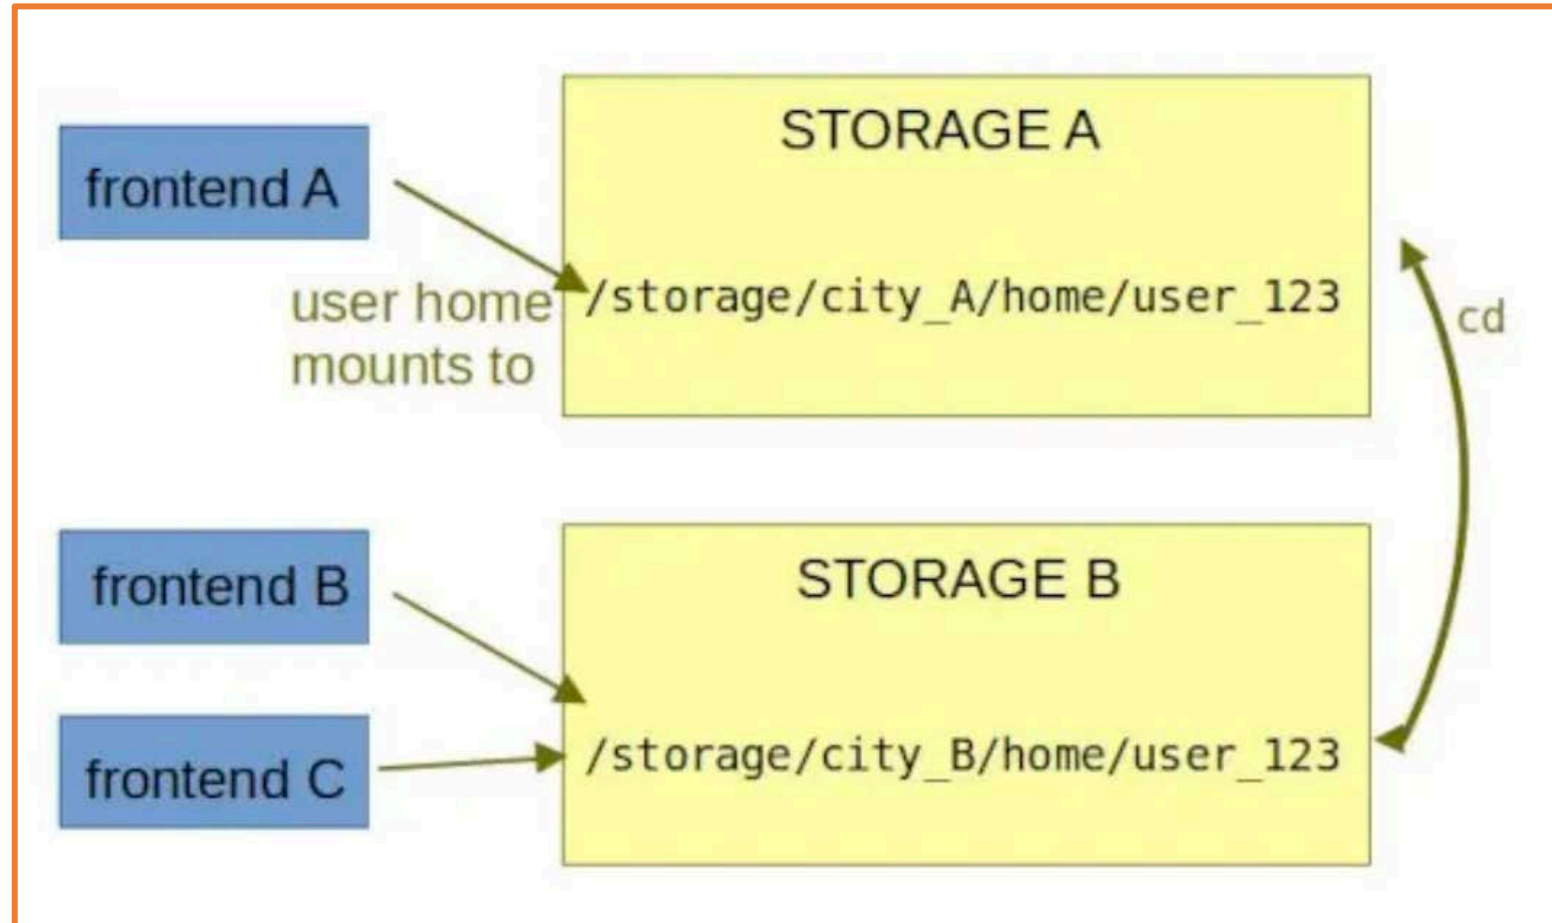 STORAGE A
frontend A
user home
mounts to
/storage/city_A/home/user_123
cd
STORAGE B
frontend B
frontend C
/storage/city_B/home/user_123